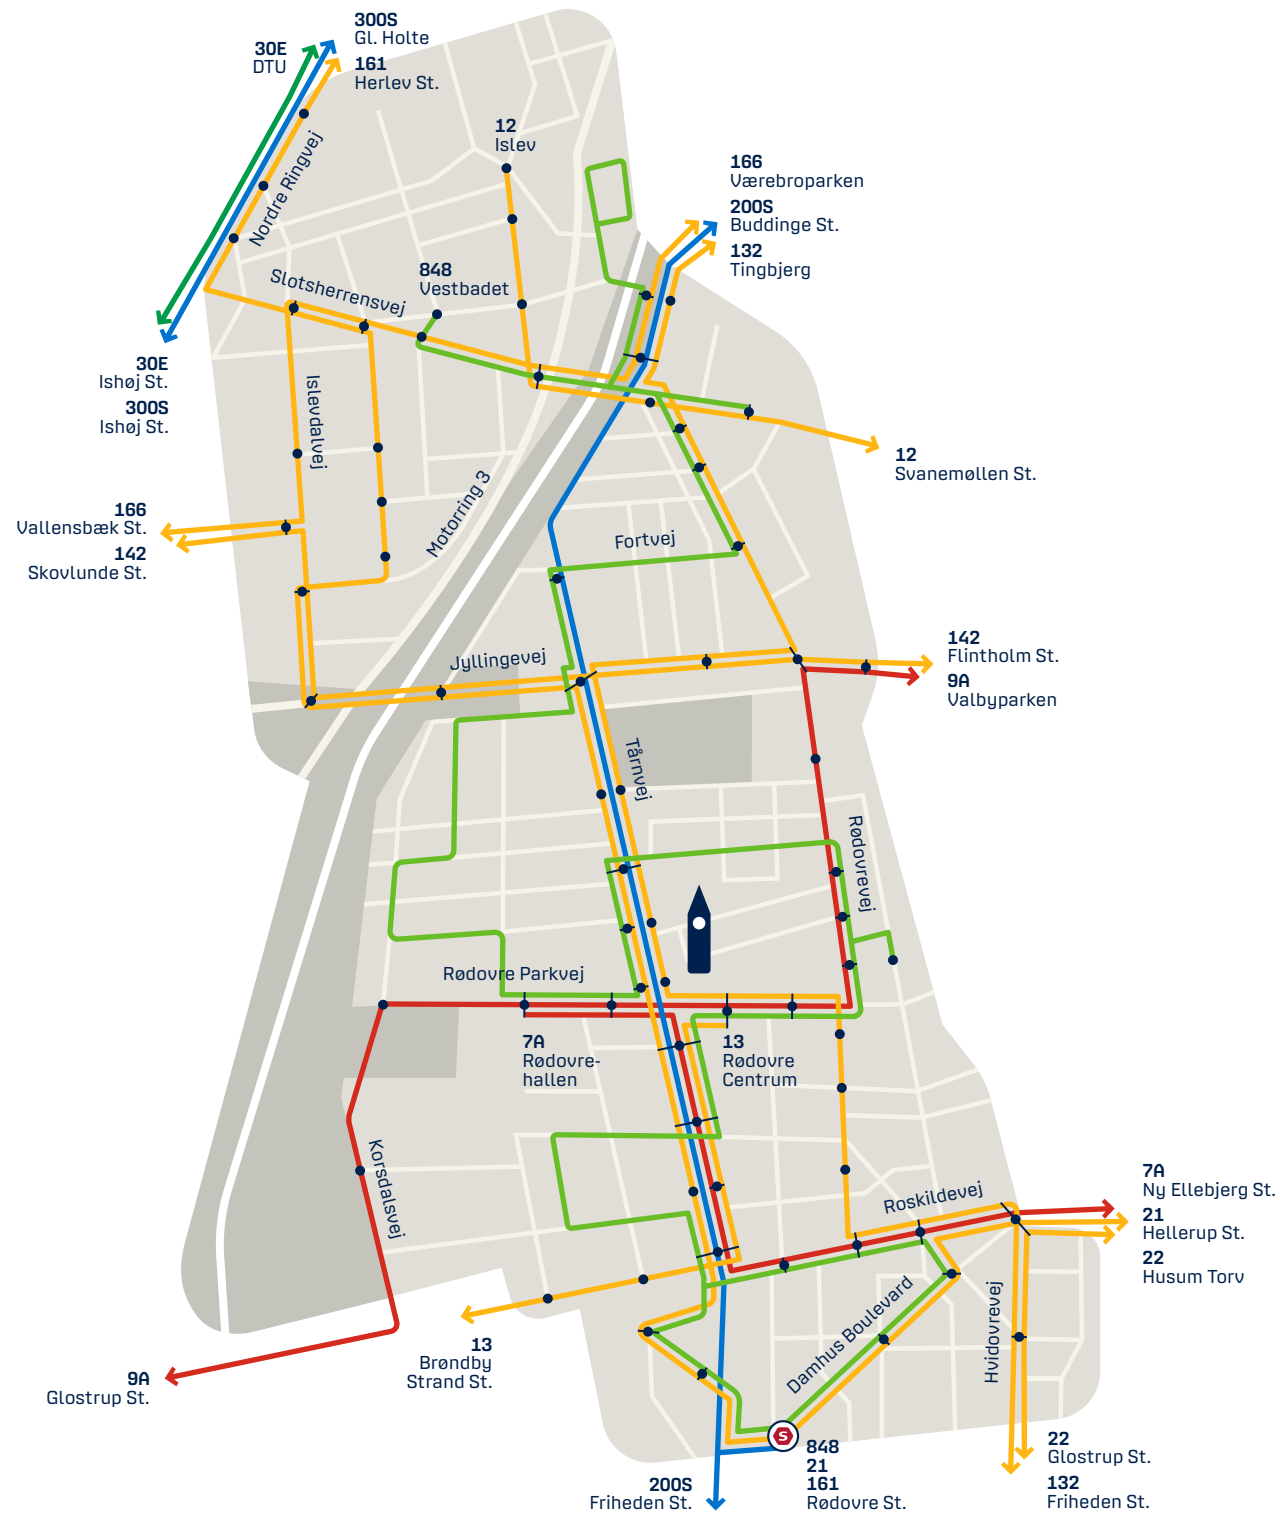 300S
Gl. Holte
30E
DTU
161
Herlev St.
12
Islev
Nordre Ringvej
166
Værebroparken
200S
Buddinge St.
132
Tingbjerg
848
Vestbadet
Slotsherrensvej
30E
Ishøj St.
300S
Ishøj St.
Islevdalvej
12
Svanemøllen St.
Motorring 3
166
Vallensbæk St.
142
Skovlunde St.
Fortvej
142
Flintholm St.
9A
Valbyparken
Jyllingevej
Tårnvej
Rødovrevej
Rødovre Parkvej
7A
Rødovre-
hallen
13
Rødovre
Centrum
Korsdalsvej
7A
Ny Ellebjerg St.
21
Hellerup St.
22
Husum Torv
Roskildevej
Damhus Boulevard
Hvidovrevej
13
Brøndby
Strand St.
9A
Glostrup St.
848
21
161
Rødovre St.
S
200S
Friheden St.
22
Glostrup St.
132
Friheden St.